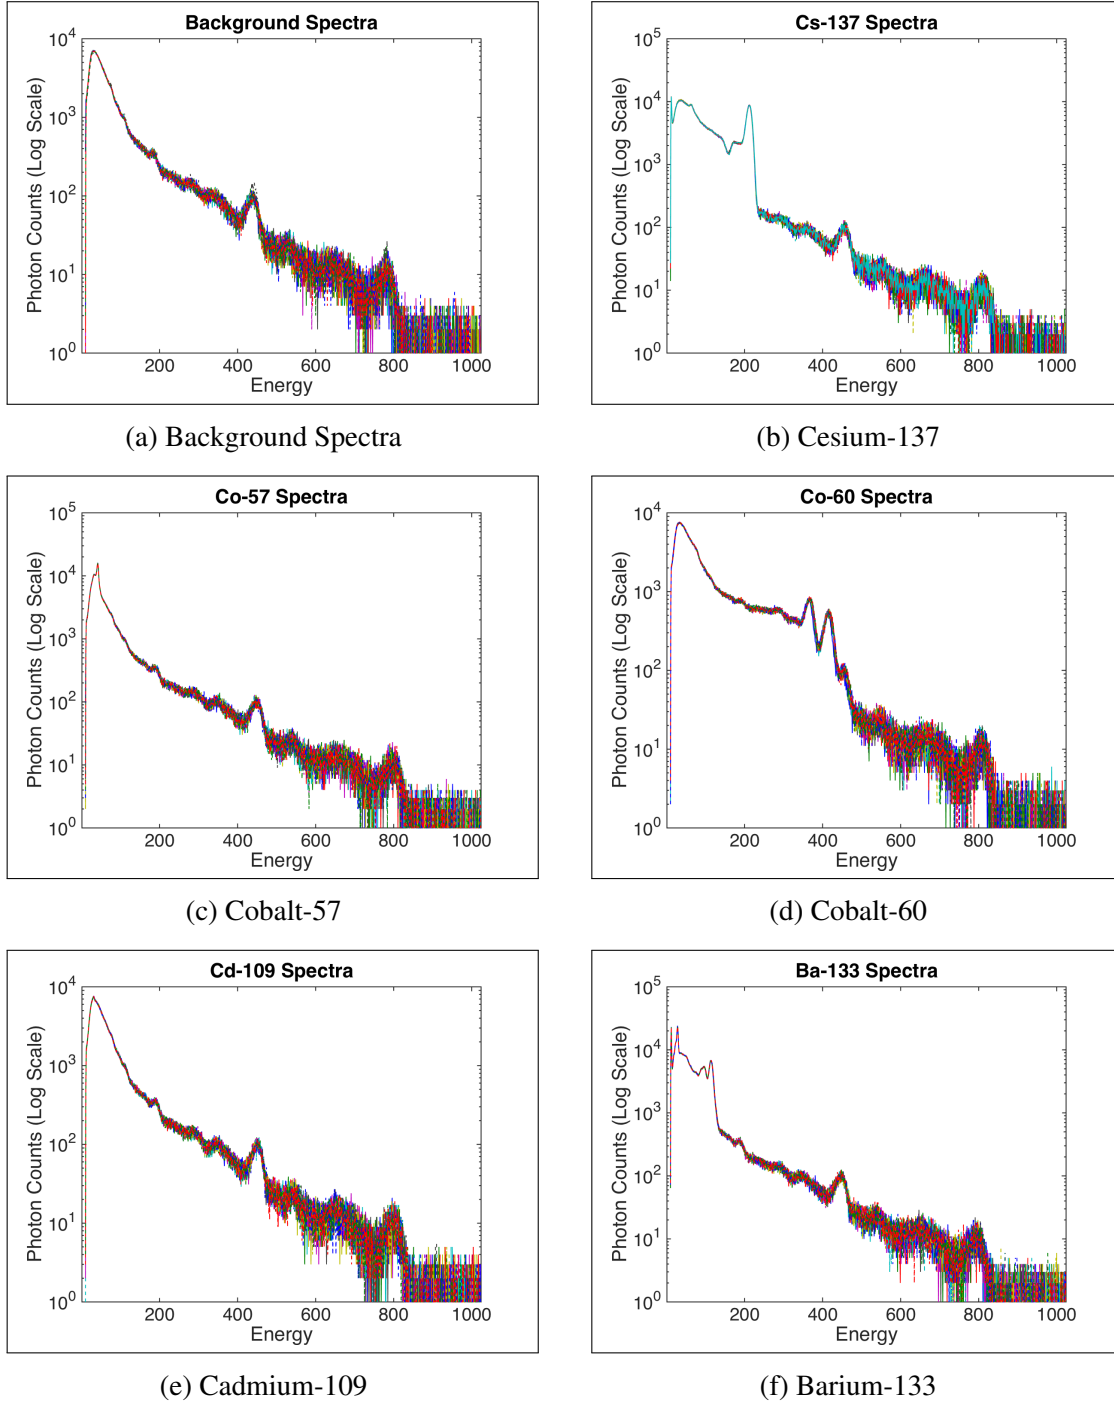 Background Spectra
Photon Counts (Log Scale)
10^4
10^3
10^2
10^1
10^0
200 400 600 800 1000
Energy
(a) Background Spectra
Cs-137 Spectra
Photon Counts (Log Scale)
10^5
10^4
10^3
10^2
10^1
10^0
200 400 600 800 1000
Energy
(b) Cesium-137
Co-57 Spectra
Photon Counts (Log Scale)
10^5
10^4
10^3
10^2
10^1
10^0
200 400 600 800 1000
Energy
(c) Cobalt-57
Co-60 Spectra
Photon Counts (Log Scale)
10^4
10^3
10^2
10^1
10^0
200 400 600 800 1000
Energy
(d) Cobalt-60
Cd-109 Spectra
Photon Counts (Log Scale)
10^4
10^3
10^2
10^1
10^0
200 400 600 800 1000
Energy
(e) Cadmium-109
Ba-133 Spectra
Photon Counts (Log Scale)
10^5
10^4
10^3
10^2
10^1
10^0
200 400 600 800 1000
Energy
(f) Barium-133